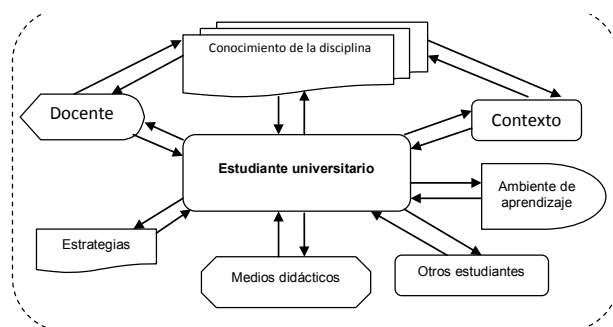 Conocimiento de la disciplina
Docente
Contexto
Estudiante universitario
Ambiente de
aprendizaje
Estrategias
Medios didácticos
Otros estudiantes